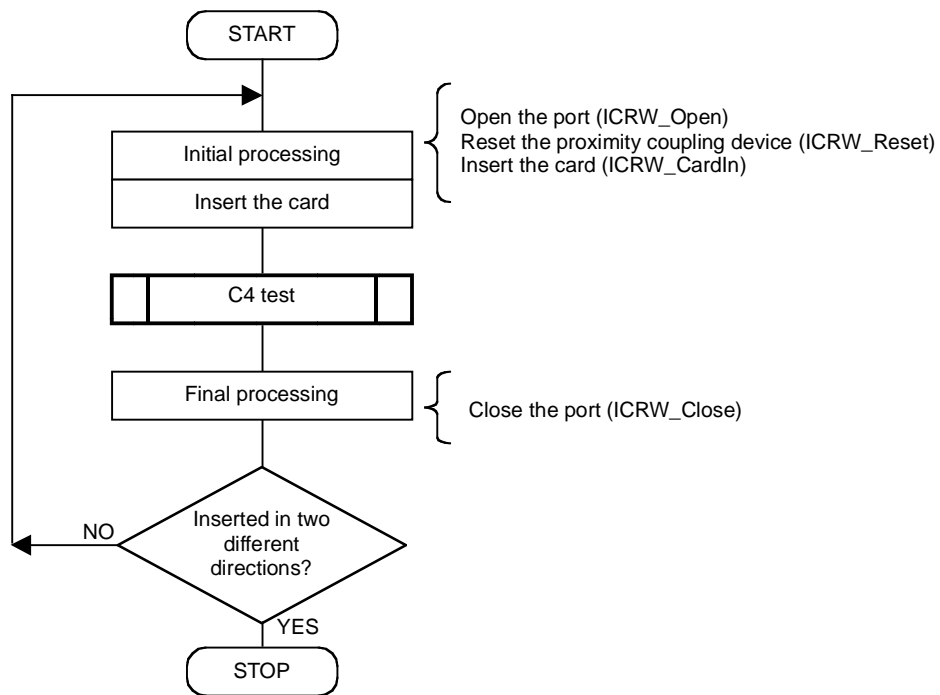 START
Open the port (ICRW_Open)
Reset the proximity coupling device (ICRW_Reset)
Insert the card (ICRW_CardIn)
Initial processing
Insert the card
C4 test
Final processing
Close the port (ICRW_Close)
Inserted in two
different
directions?
NO
YES
STOP